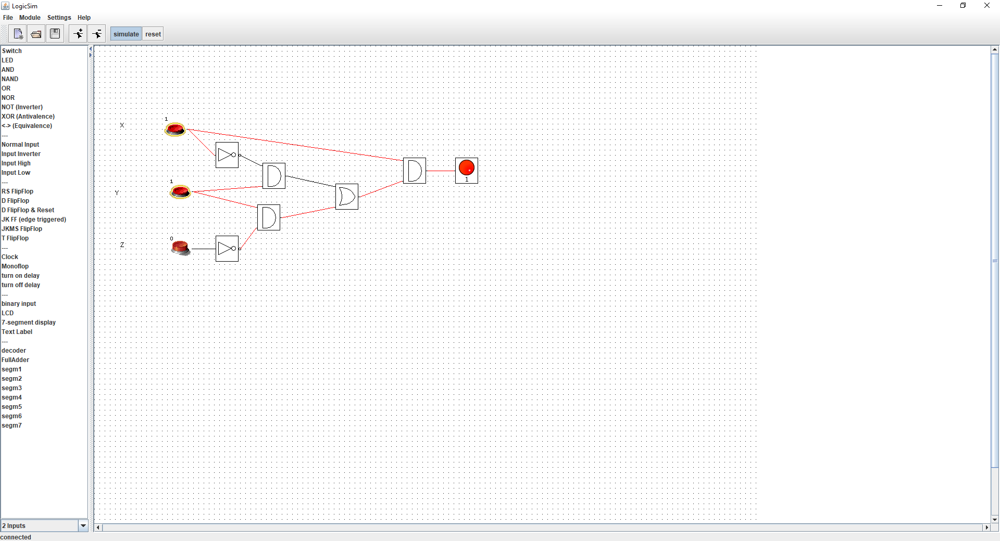 LogicSim
File Module Settings Help
simulate reset
Switch
LED
AND
NAND
OR
NOR
NOT (Inverter)
XOR (Antivalence)
<-> (Equivalence)
---
Normal Input
Input Inverter
Input High
Input Low
---
RS FlipFlop
D FlipFlop
D FlipFlop & Reset
JK FF (edge triggered)
JKMS FlipFlop
T FlipFlop
---
Clock
Monoflop
turn on delay
turn off delay
---
binary input
LCD
7-segment display
Text Label
---
decoder
FullAdder
segm1
segm2
segm3
segm4
segm5
segm6
segm7
2 Inputs
connected
1
X
1
1
Y
0
Z